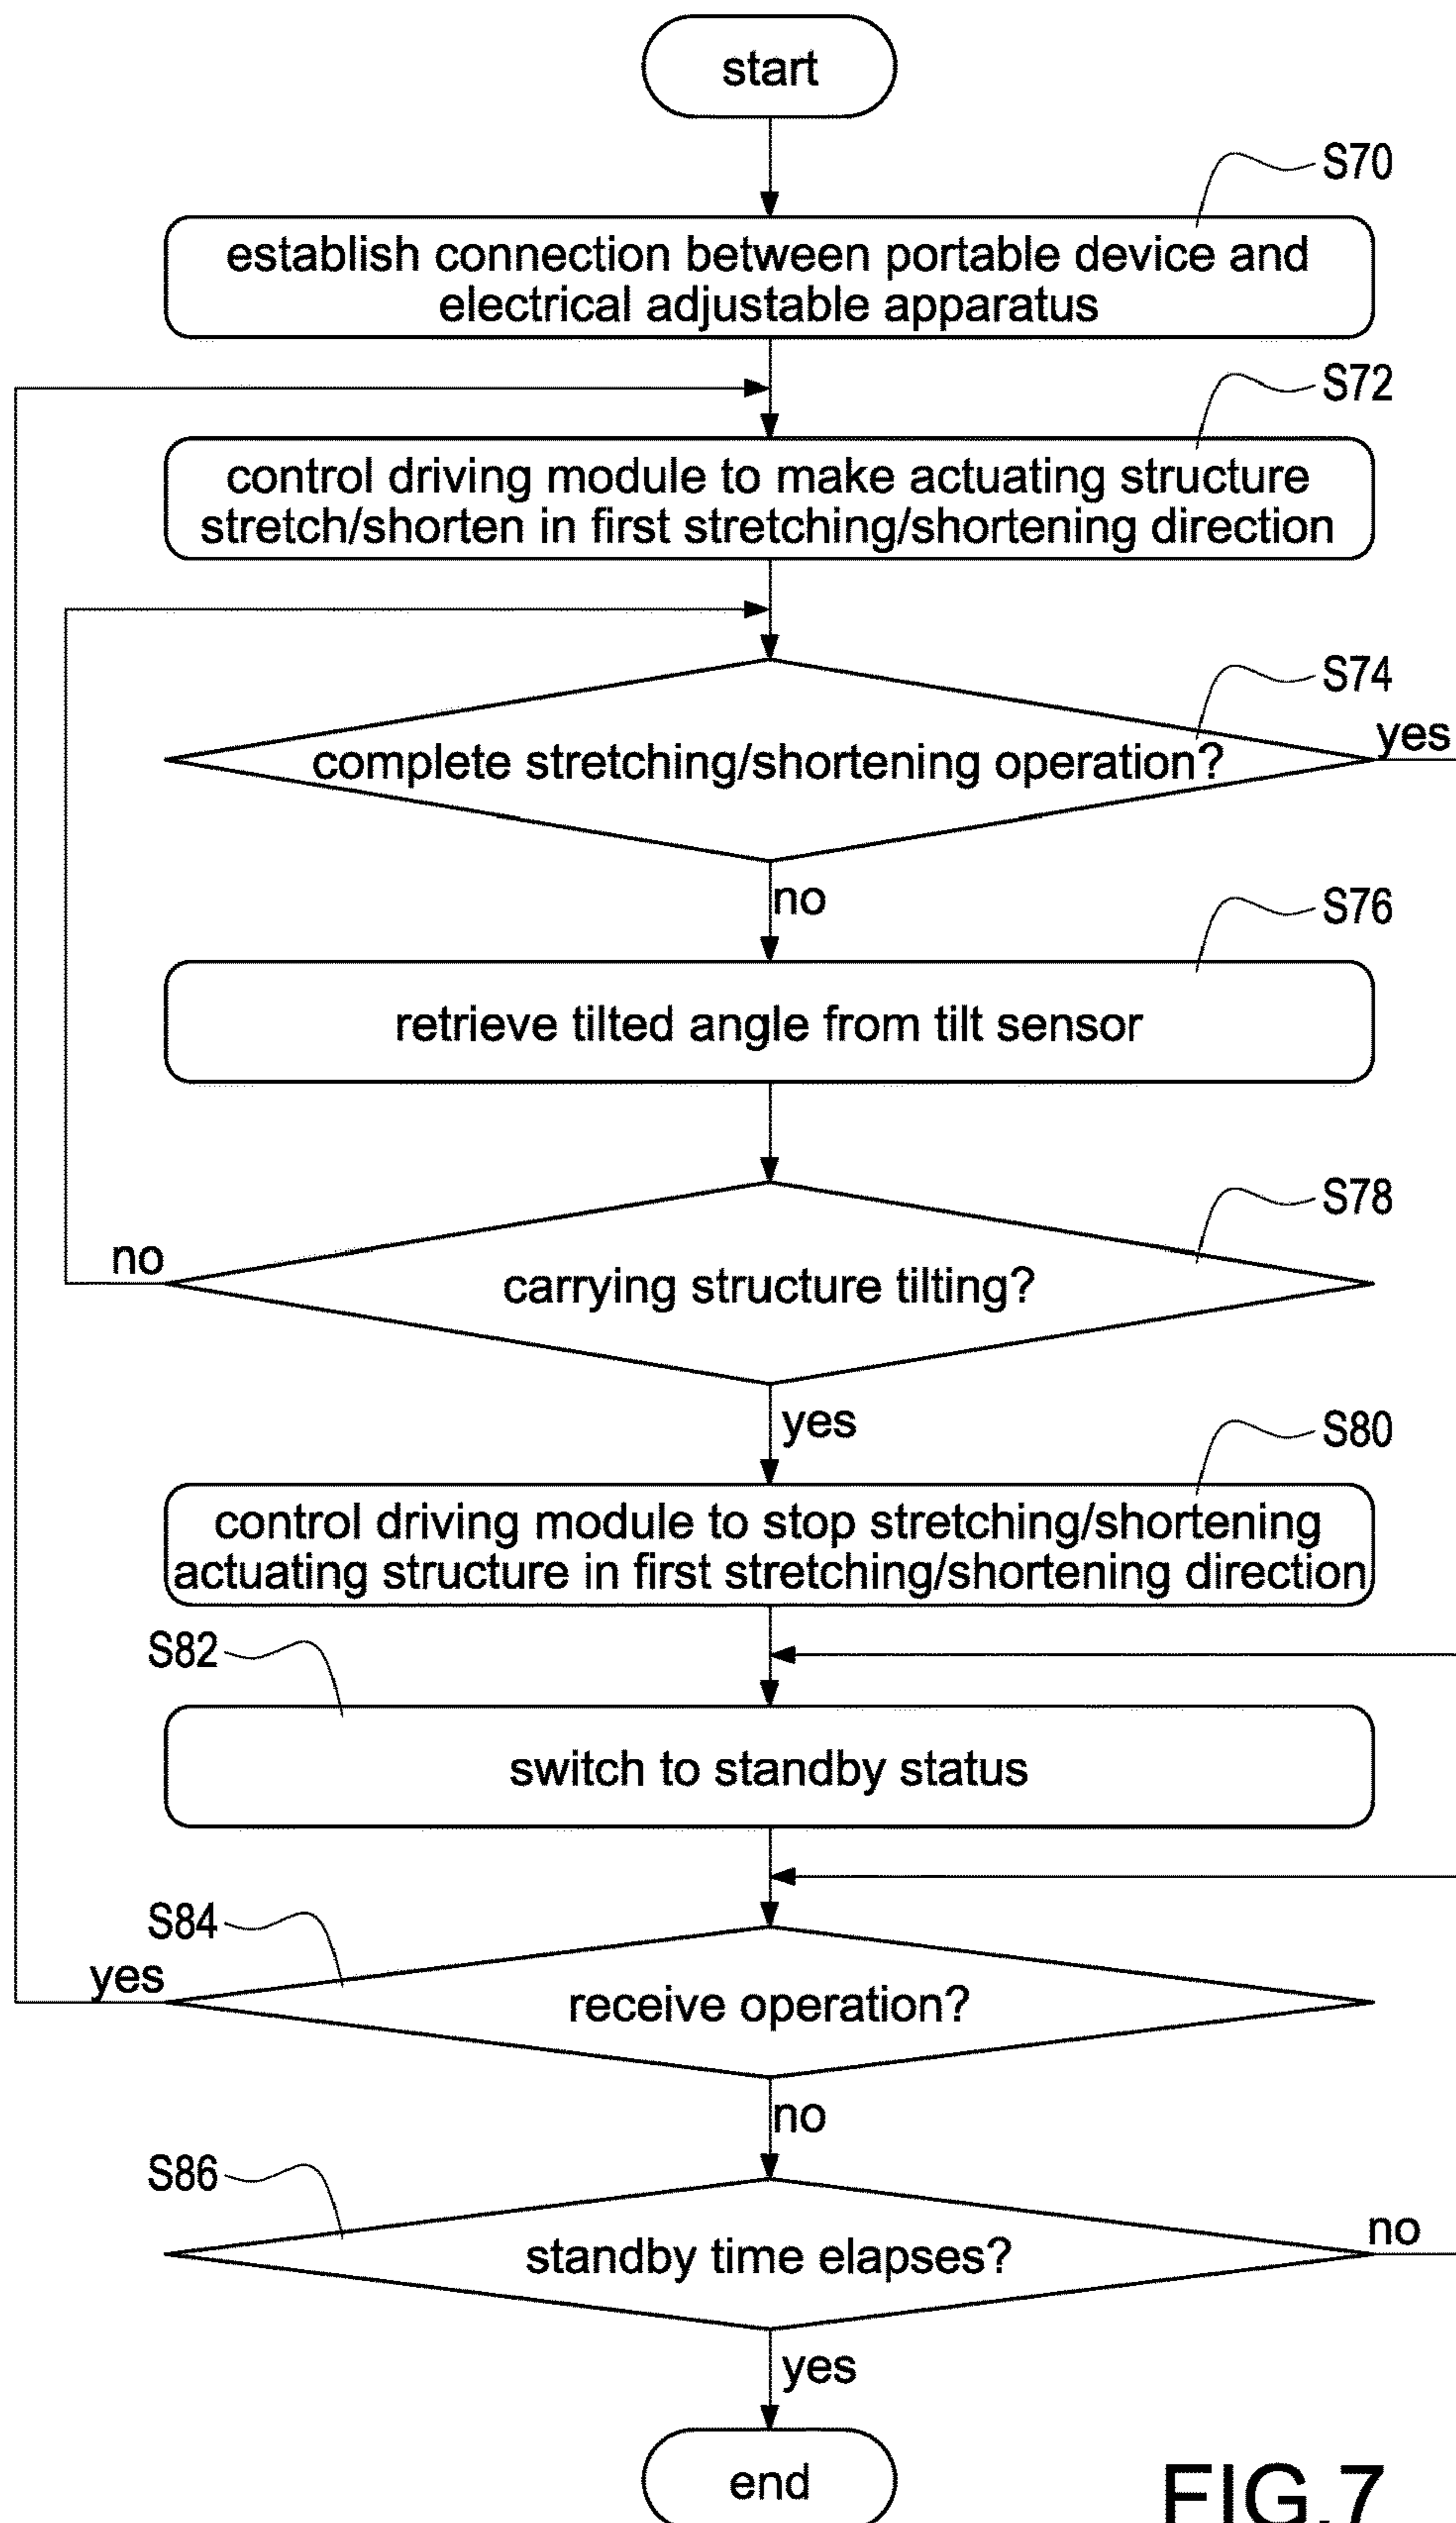 start
S70
establish connection between portable device and
electrical adjustable apparatus
S72
control driving module to make actuating structure
stretch/shorten in first stretching/shortening direction
S74
yes
complete stretching/shortening operation?
no
S76
retrieve tilted angle from tilt sensor
S78
no
carrying structure tilting?
yes
S80
control driving module to stop stretching/shortening
actuating structure in first stretching/shortening direction
S82
switch to standby status
S84
yes
receive operation?
no
S86
no
standby time elapses?
yes
end
FIG.7